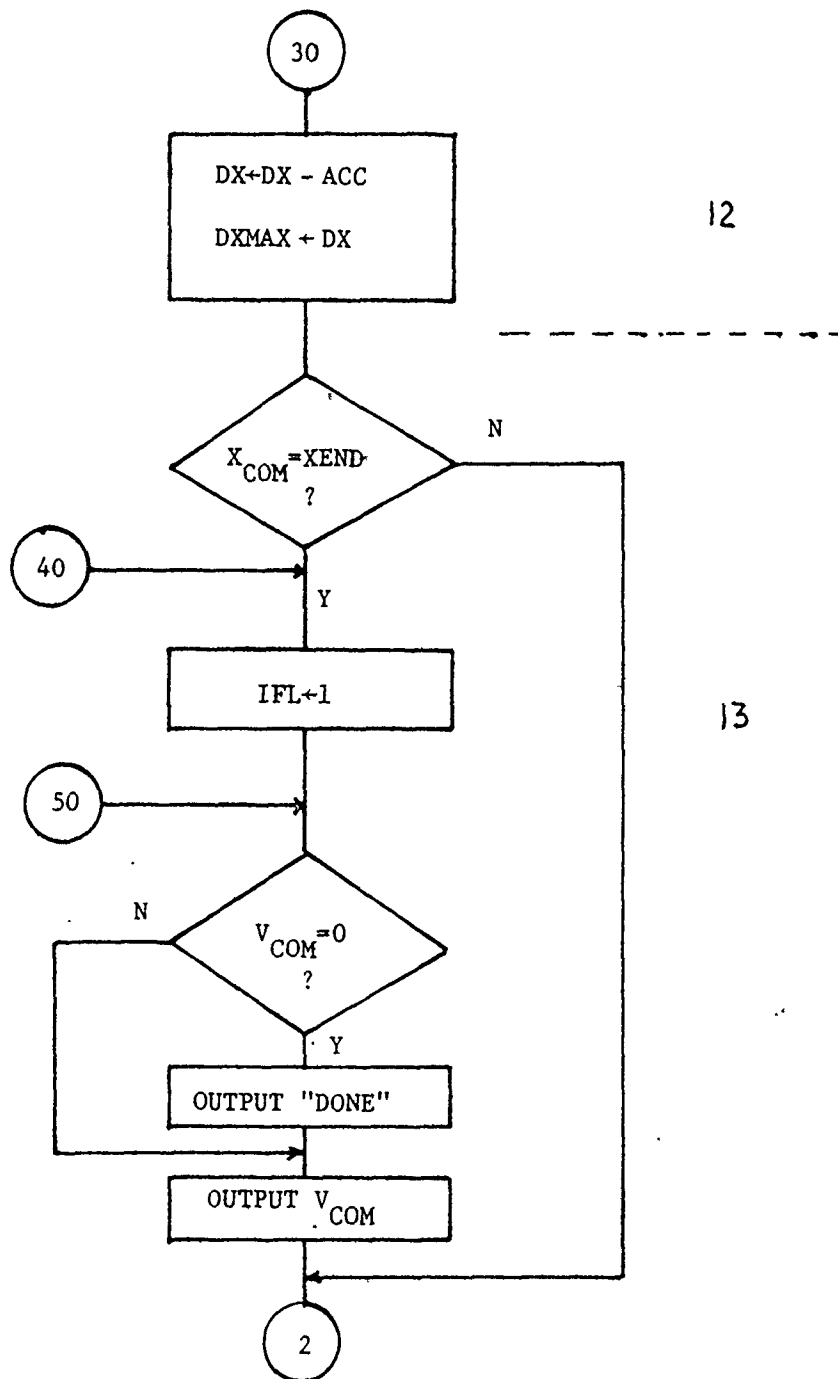 30
DX←DX - ACC
DXMAX ← DX
12
X_COM=XEND
?
N
40
Y
IFL←1
13
50
N
V_COM=0
?
Y
OUTPUT "DONE"
OUTPUT V_COM
2